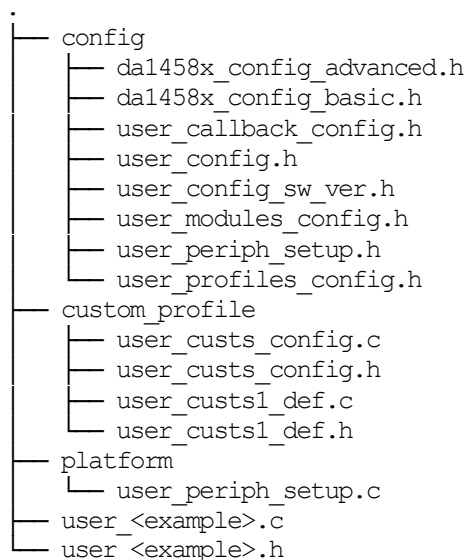 .
├── config
│   ├── da1458x_config_advanced.h
│   ├── da1458x_config_basic.h
│   ├── user_callback_config.h
│   ├── user_config.h
│   ├── user_config_sw_ver.h
│   ├── user_modules_config.h
│   ├── user_periph_setup.h
│   └── user_profiles_config.h
├── custom_profile
│   ├── user_custs_config.c
│   ├── user_custs_config.h
│   ├── user_custs1_def.c
│   └── user_custs1_def.h
├── platform
│   └── user_periph_setup.c
├── user_<example>.c
└── user_<example>.h